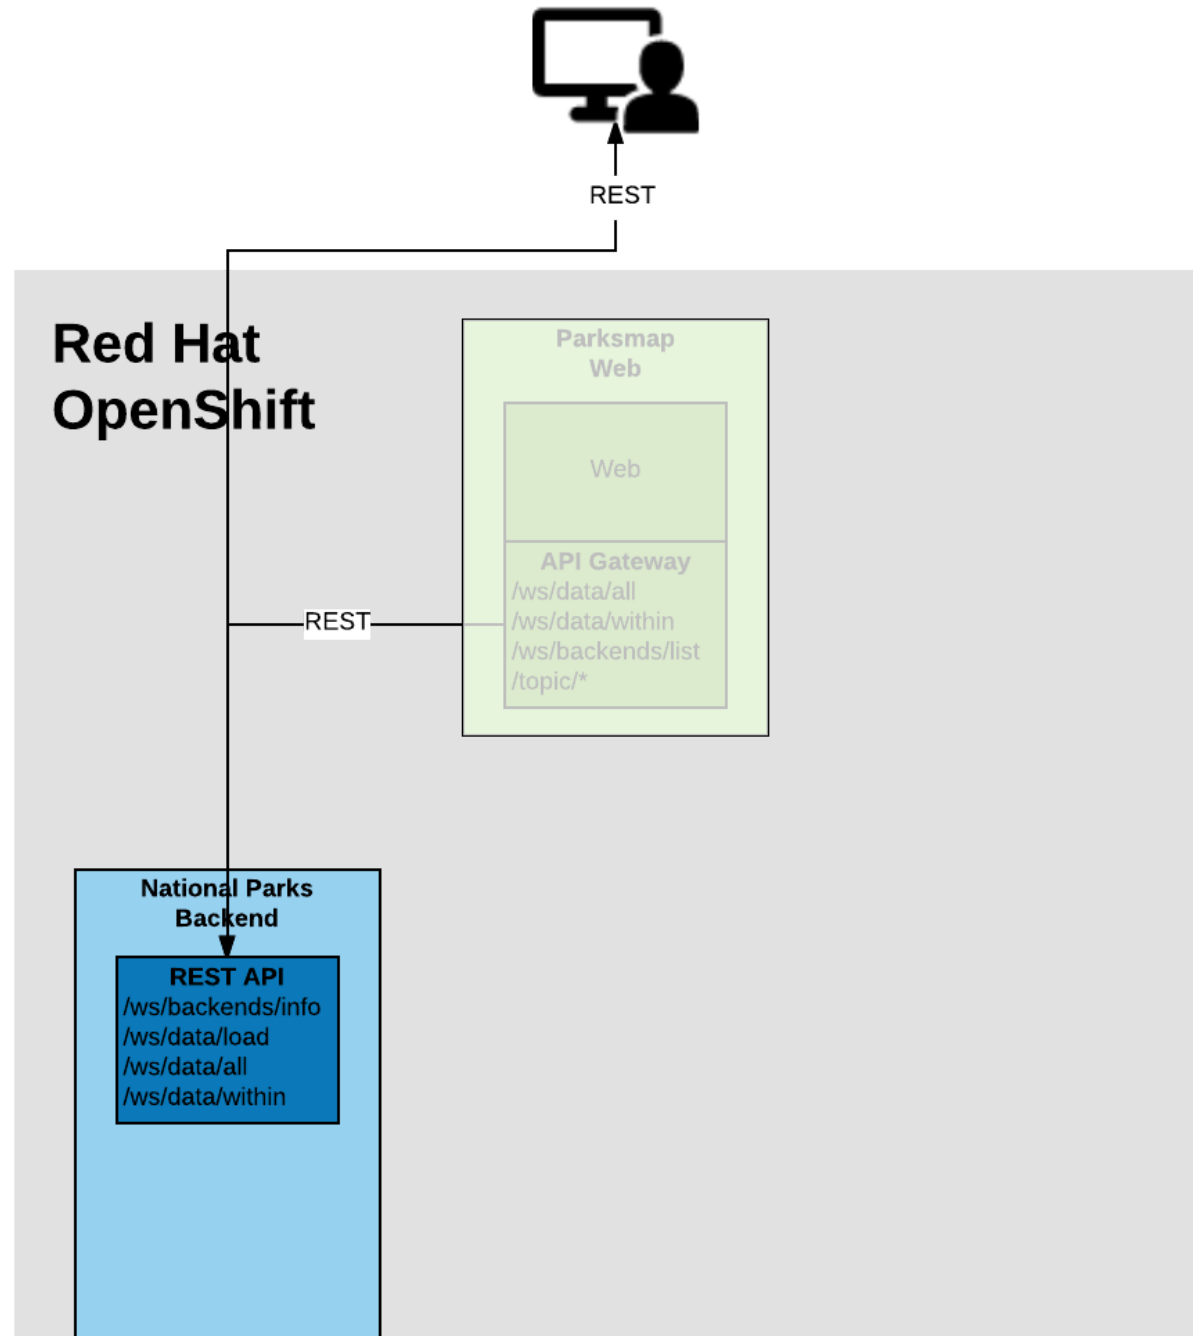 REST
Red Hat
OpenShift
Parksmap
Web
Web
API Gateway
/ws/data/all
/ws/data/within
/ws/backends/list
/topic/*
REST
National Parks
Backend
REST API
/ws/backends/info
/ws/data/load
/ws/data/all
/ws/data/within